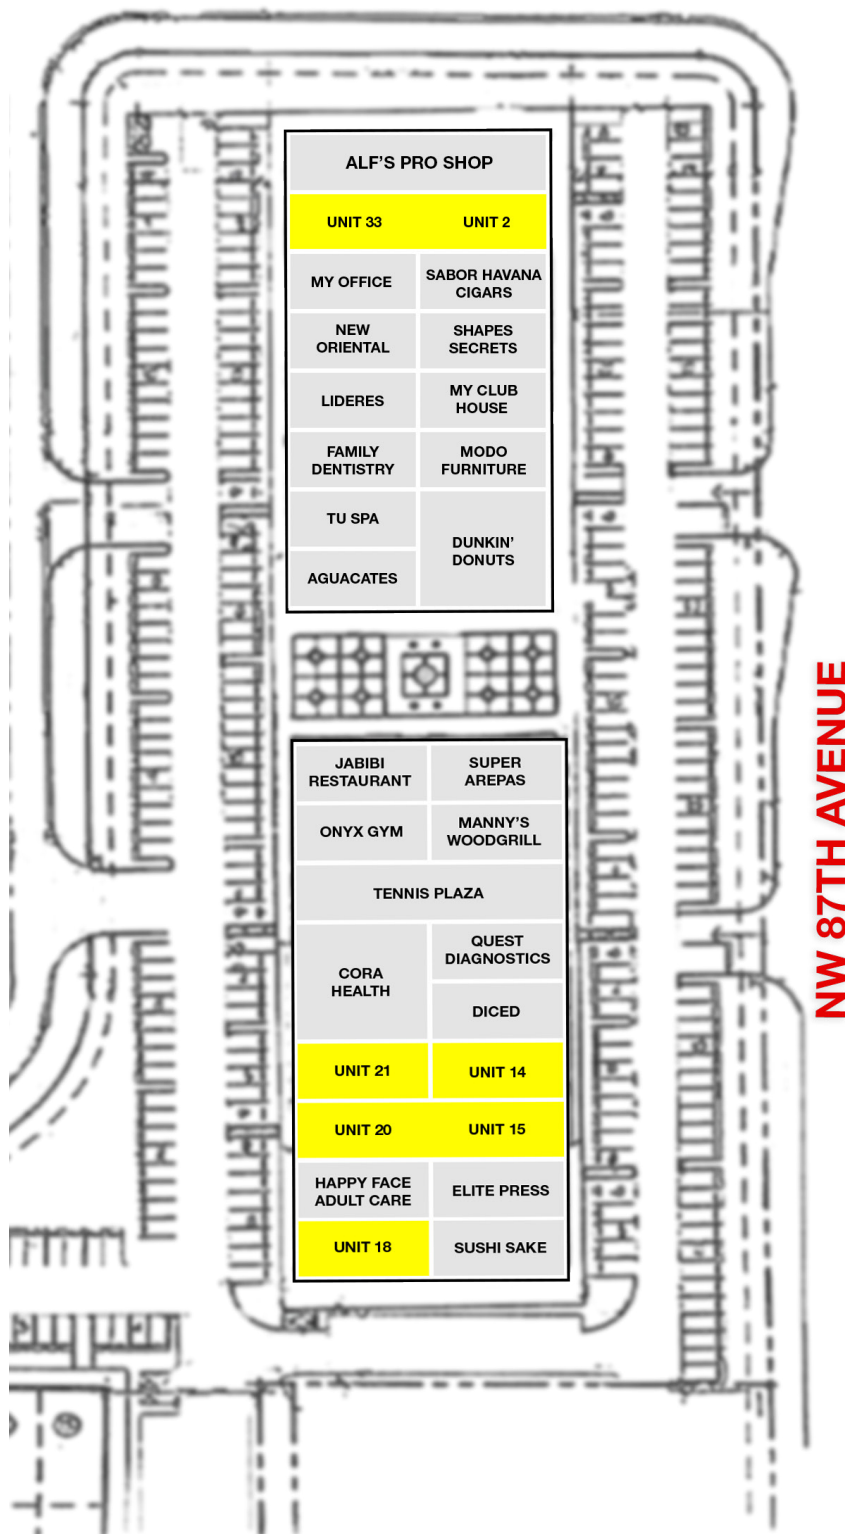 ALF'S PRO SHOP
UNIT 33 UNIT 2
MY OFFICE
SABOR HAVANA
CIGARS
NEW
ORIENTAL
SHAPES
SECRETS
LIDERES
MY CLUB
HOUSE
FAMILY
DENTISTRY
MODO
FURNITURE
TU SPA
DUNKIN'
DONUTS
AGUACATES
JABIBI
RESTAURANT
SUPER
AREPAS
ONYX GYM
MANNY'S
WOODGRILL
TENNIS PLAZA
CORA
HEALTH
QUEST
DIAGNOSTICS
DICED
UNIT 21
UNIT 14
UNIT 20 UNIT 15
HAPPY FACE
ADULT CARE
ELITE PRESS
UNIT 18
SUSHI SAKE
NW 87TH AVENUE